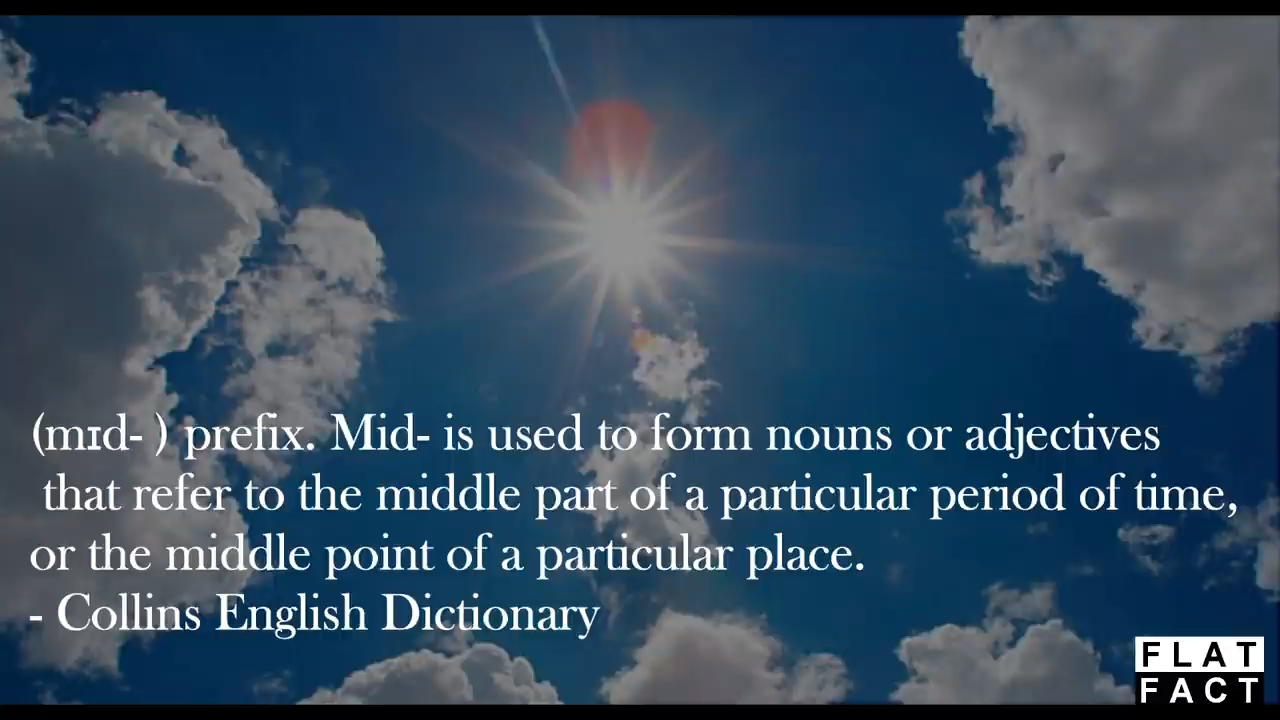 (mɪd- ) prefix. Mid- is used to form nouns or adjectives
that refer to the middle part of a particular period of time,
or the middle point of a particular place.
- Collins English Dictionary
FLAT
FACT